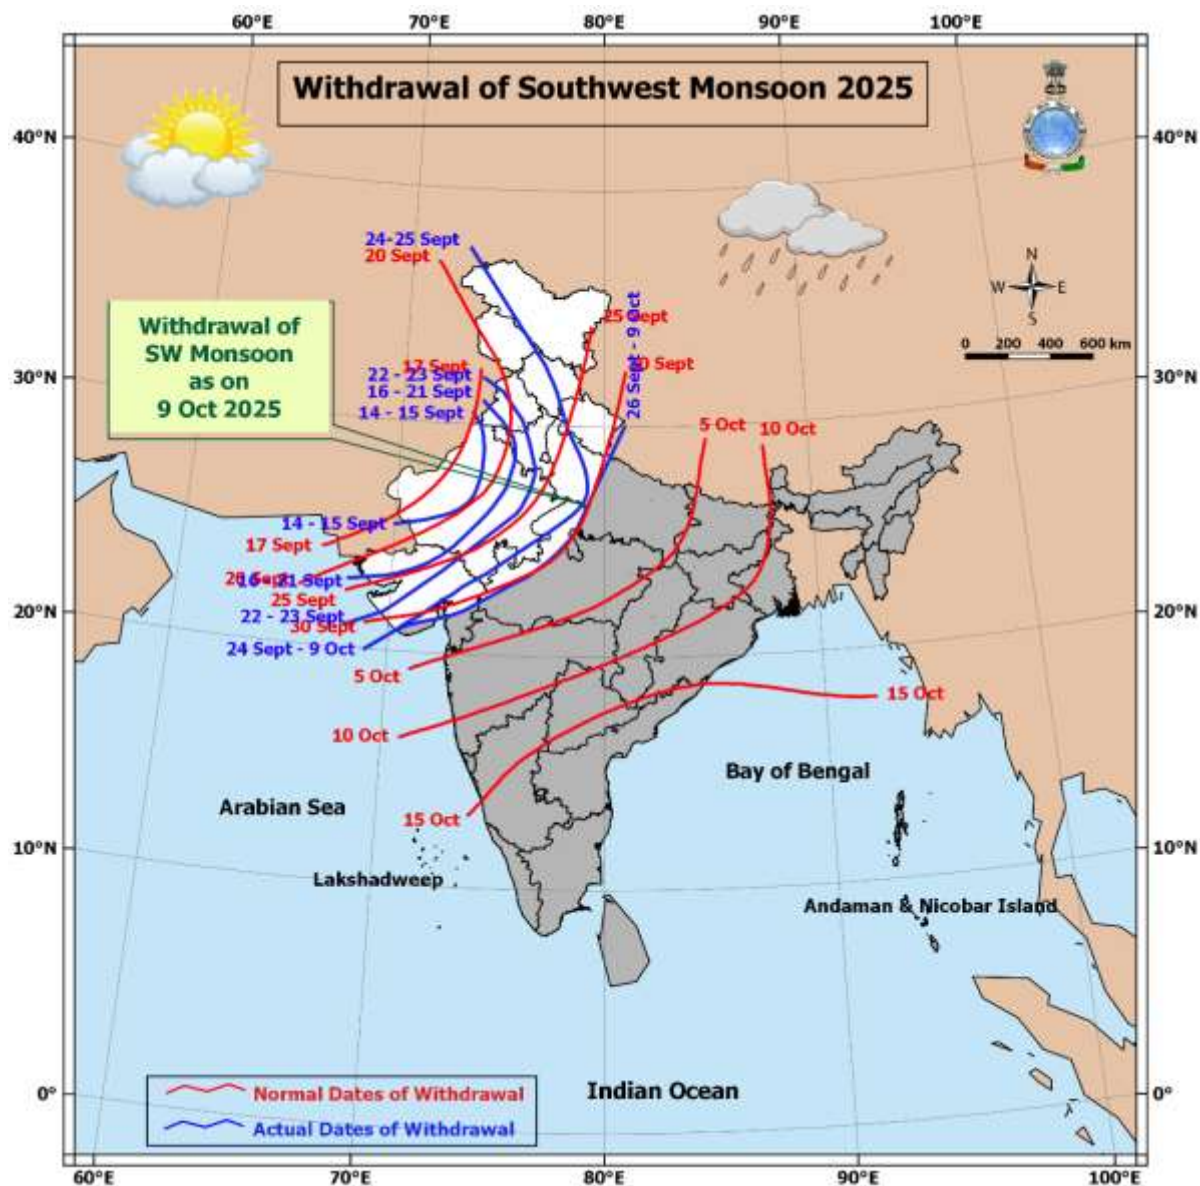 60°E 70°E 80°E 90°E 100°E
Withdrawal of Southwest Monsoon 2025
40°N 40°N
24-25 Sept
20 Sept
N
W E
S
25 Sept
26 Sept - 9 Oct
0 200 400 600 km
Withdrawal of
SW Monsoon
as on
9 Oct 2025
17 Sept
30°N 30°N
22 - 23 Sept
16 - 21 Sept
14 - 15 Sept
5 Oct 10 Oct
14 - 15 Sept
17 Sept
16 - 21 Sept
25 Sept
20°N 20°N
22 - 23 Sept
30 Sept
24 Sept - 9 Oct
5 Oct
15 Oct
10 Oct
Bay of Bengal
Arabian Sea
15 Oct
10°N 10°N
Lakshadweep
Andaman & Nicobar Island
0° 0°
Normal Dates of Withdrawal
Indian Ocean
Actual Dates of Withdrawal
60°E 70°E 80°E 90°E 100°E